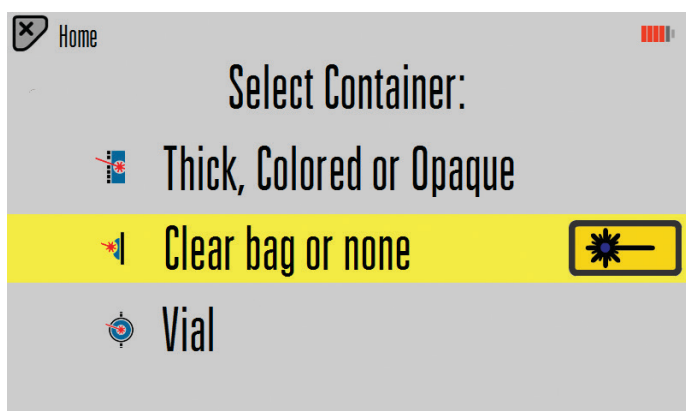 Home
Select Container:
Thick, Colored or Opaque
Clear bag or none
Vial